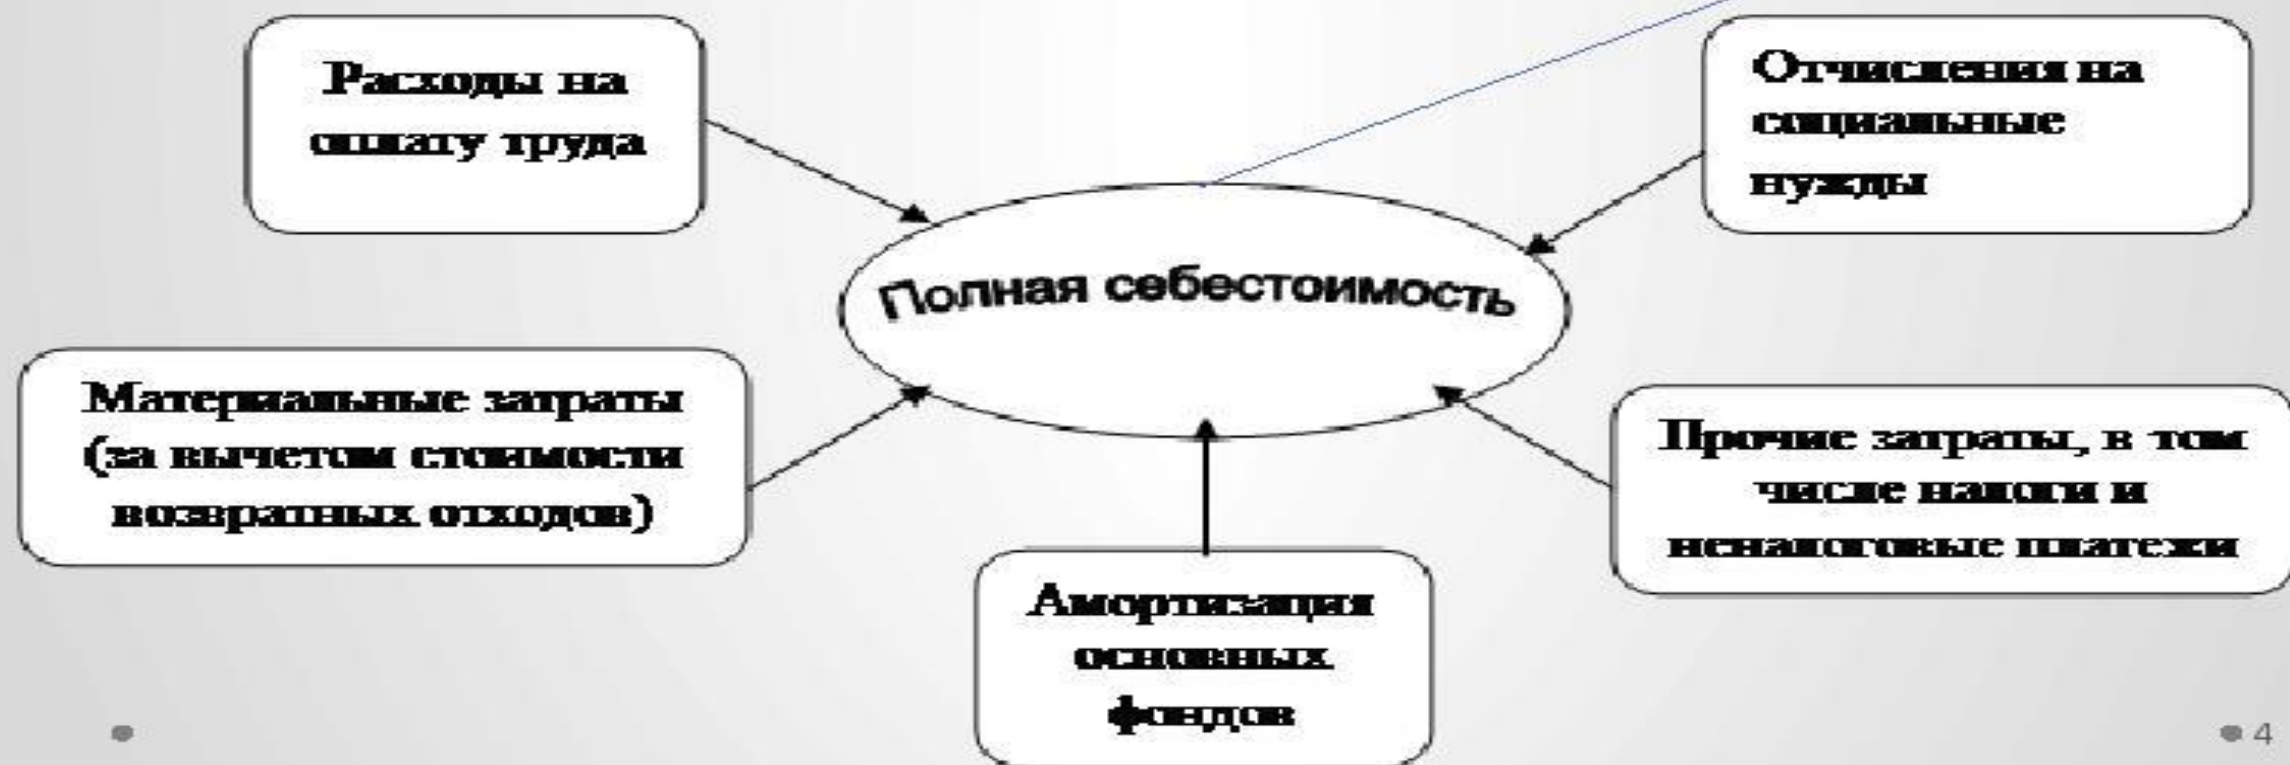 Расходы на
оплату труда
Отчисления на
социальные
нужды
Полная себестоимость
Материальные затраты
(за вычетом стоимости
возвратных отходов)
Прочие затраты, в том
числе налоги и
неналоговые платежи
Амортизация
основных
фондов
4